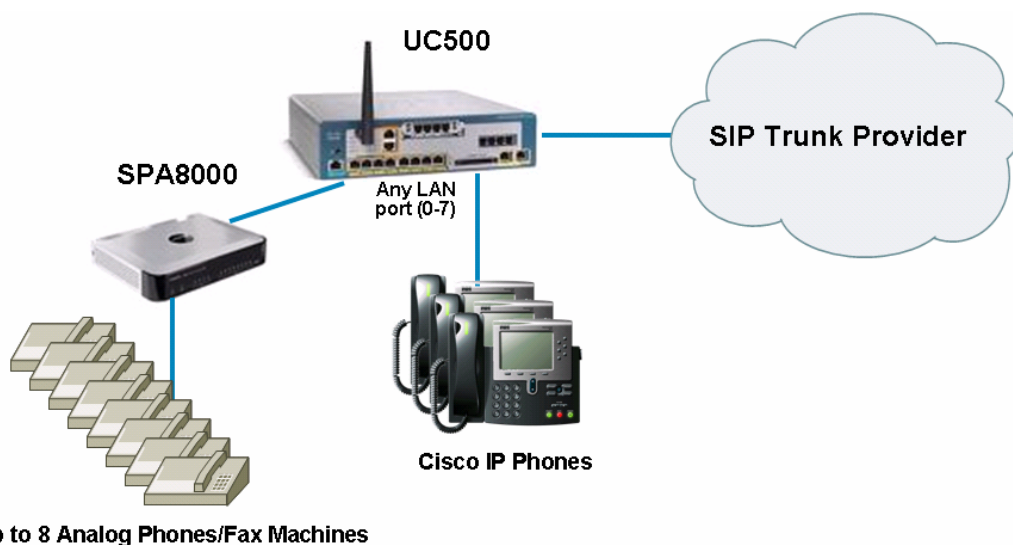 UC500
SIP Trunk Provider
SPA8000
Any LAN
port (0-7)
Cisco IP Phones
to 8 Analog Phones/Fax Machines